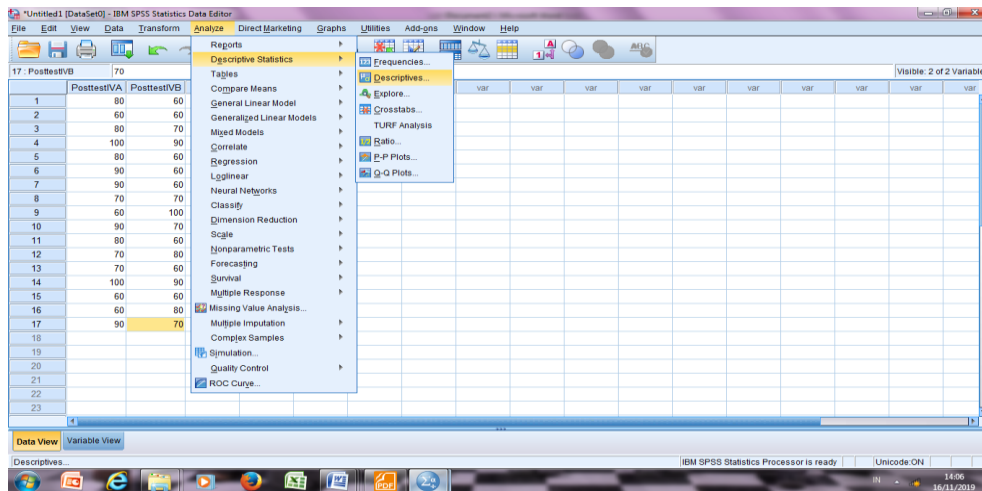 *Untitled1 [DataSet0] - IBM SPSS Statistics Data Editor
File Edit View Data Transform Analyze Direct Marketing Graphs Utilities Add-ons Window Help
17 : PosttestIVB 70
Visible: 2 of 2 Variable
PosttestIVA PosttestIVB var var var var var var var var
1 80 60
2 60 60
3 80 70
4 100 90
5 80 60
6 90 60
7 90 60
8 70 70
9 60 100
10 90 70
11 80 60
12 70 80
13 70 60
14 100 90
15 60 60
16 60 80
17 90 70
18
19
20
21
22
23
Reports
Descriptive Statistics
Tables
Compare Means
General Linear Model
Generalized Linear Models
Mixed Models
Correlate
Regression
Loglinear
Neural Networks
Classify
Dimension Reduction
Scale
Nonparametric Tests
Forecasting
Survival
Multiple Response
Missing Value Analysis...
Multiple Imputation
Complex Samples
Simulation...
Quality Control
ROC Curve...
Frequencies...
Descriptives...
Explore...
Crosstabs...
TURF Analysis
Ratio...
P-P Plots...
Q-Q Plots...
Data View Variable View
Descriptives...
IBM SPSS Statistics Processor is ready Unicode:ON
IN 14:06
16/11/2019